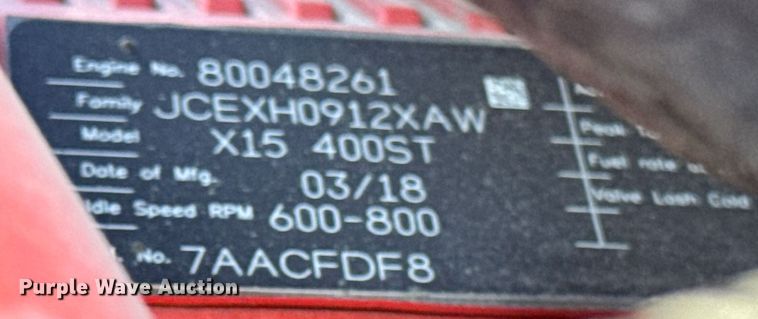 Engine No. 80048261
Family JCEXH0912XAW
Model X15 400ST
Date of Mfg. 03/18
Idle Speed RPM 600-800
No. 7AACFDF8
Peak
Fuel rate
Valve Lash Cold
Purple Wave Auction